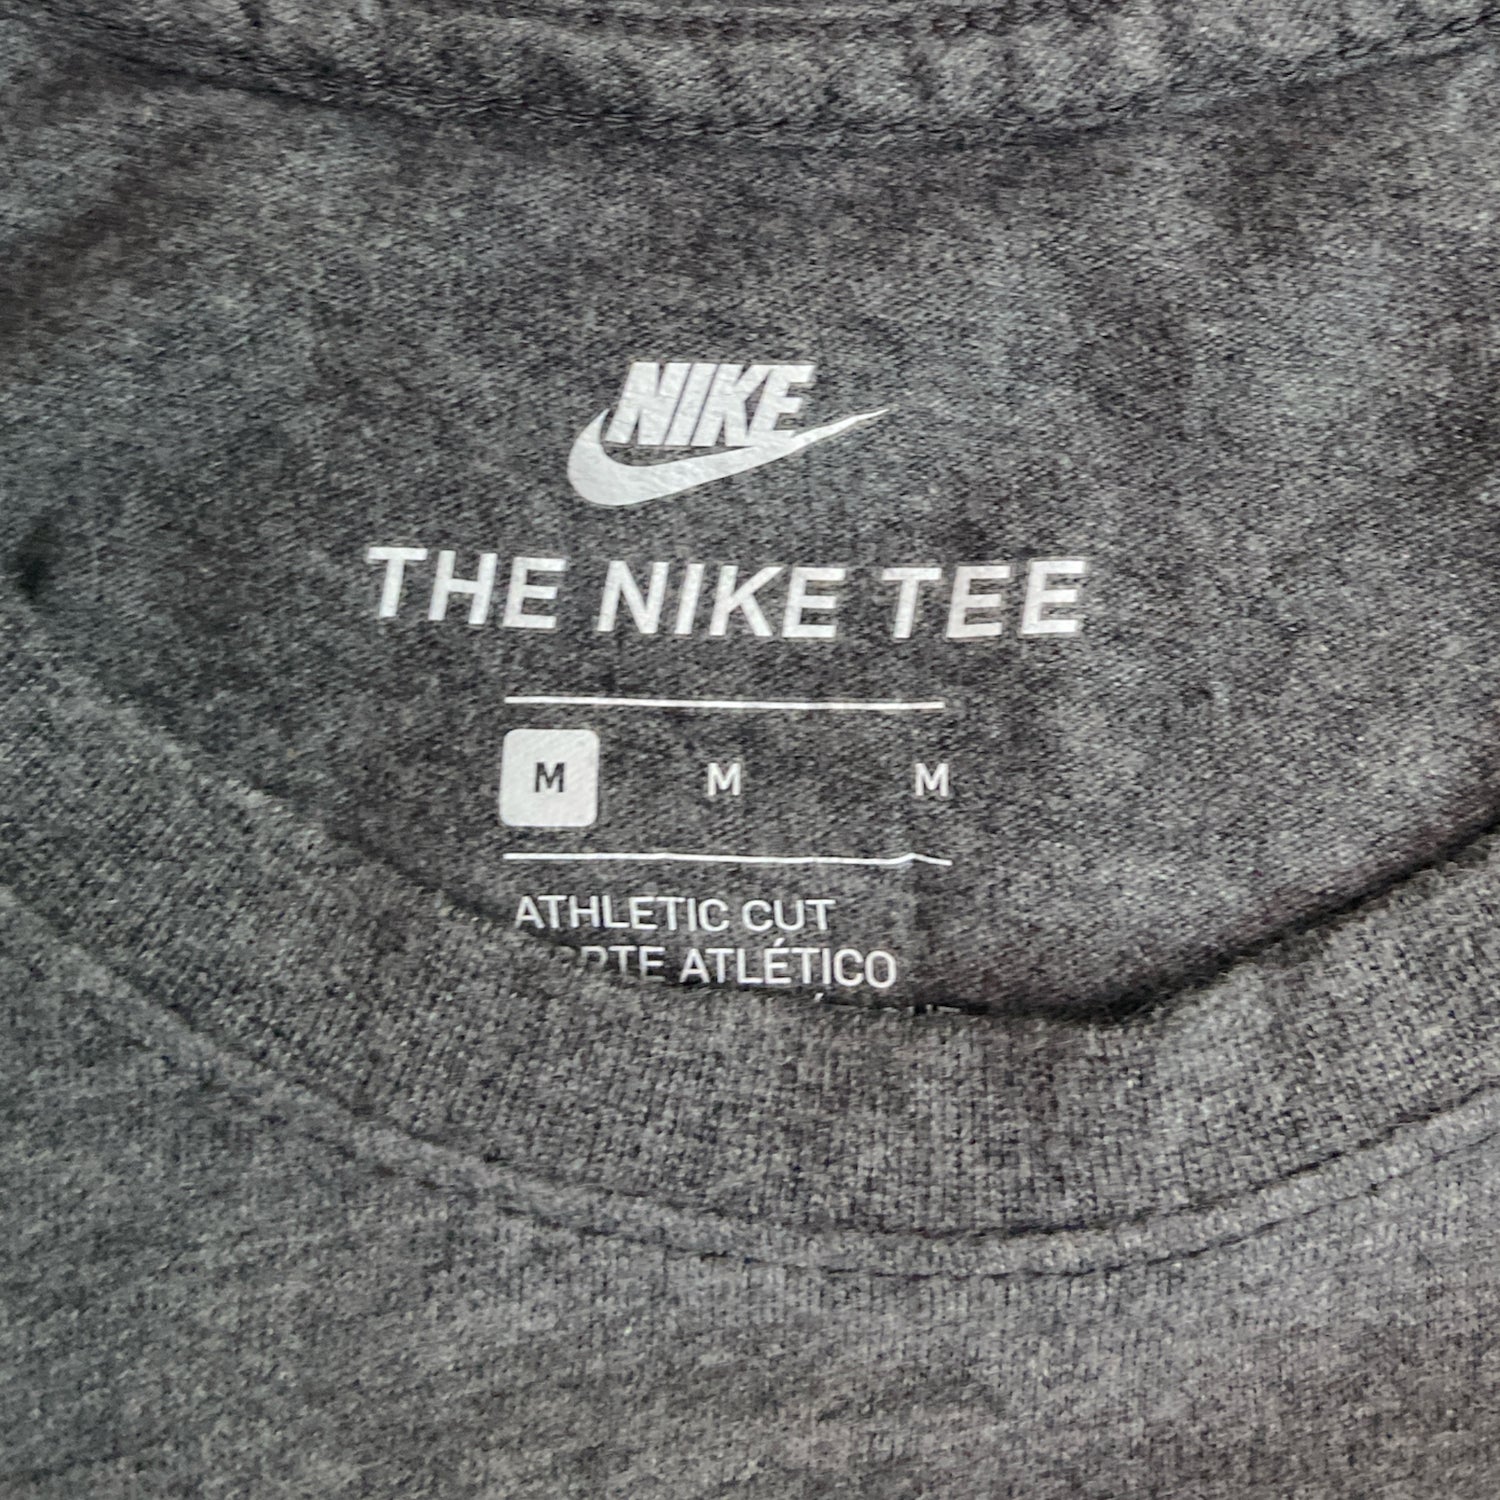 NIKE
THE NIKE TEE
M M M
ATHLETIC CUT
ATLÉTICO